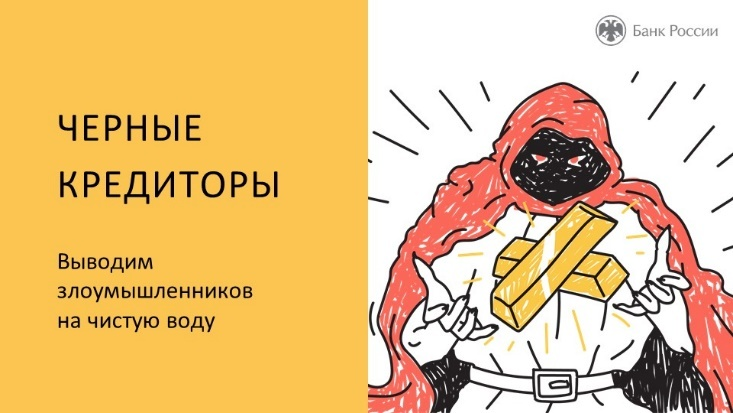 Банк России
ЧЕРНЫЕ
КРЕДИТОРЫ
Выводим
злоумышленников
на чистую воду